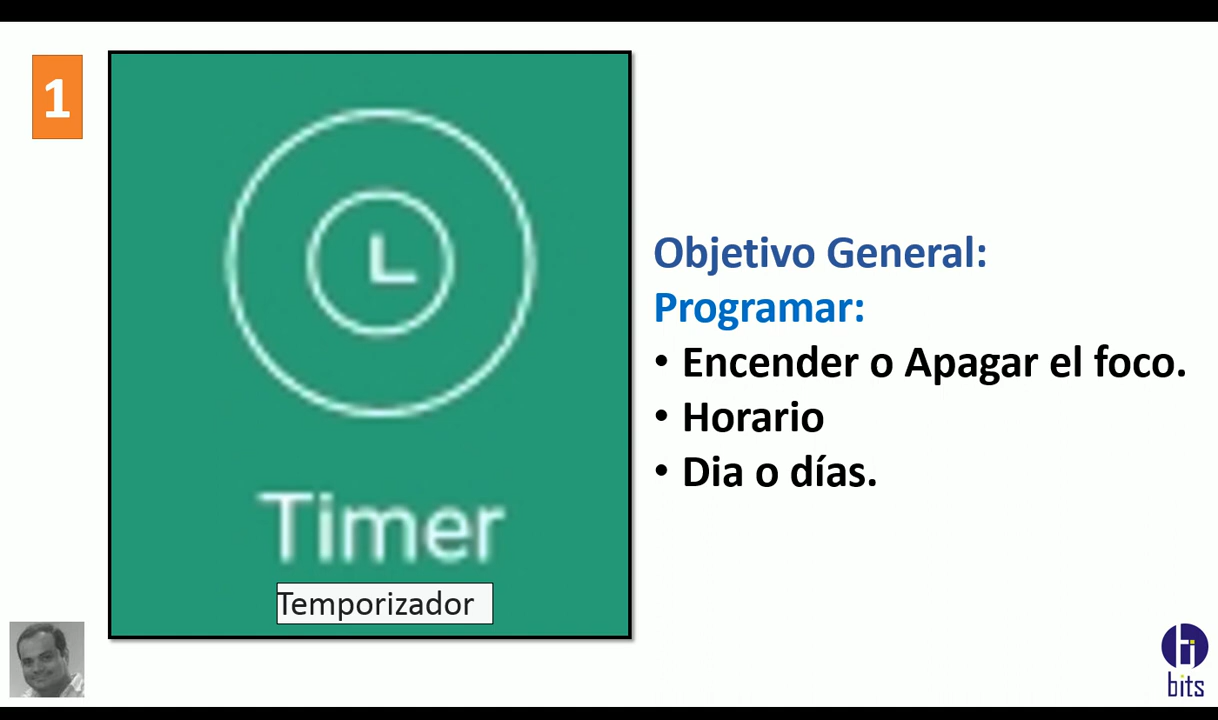 1
Timer
Temporizador
Objetivo General:
Programar:
• Encender o Apagar el foco.
• Horario
• Dia o días.
bits